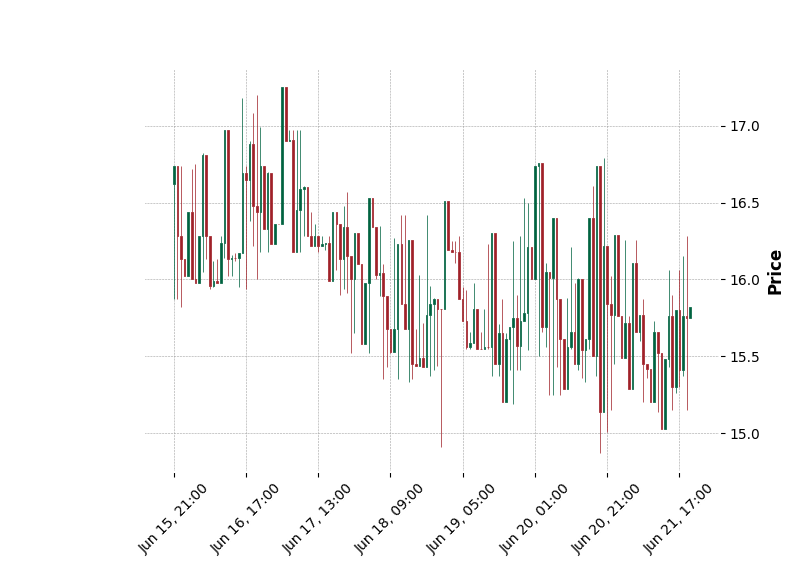 17.0
16.5
16.0
15.5
15.0
Price
Jun 15, 21:00
Jun 16, 17:00
Jun 17, 13:00
Jun 18, 09:00
Jun 19, 05:00
Jun 20, 01:00
Jun 20, 21:00
Jun 21, 17:00